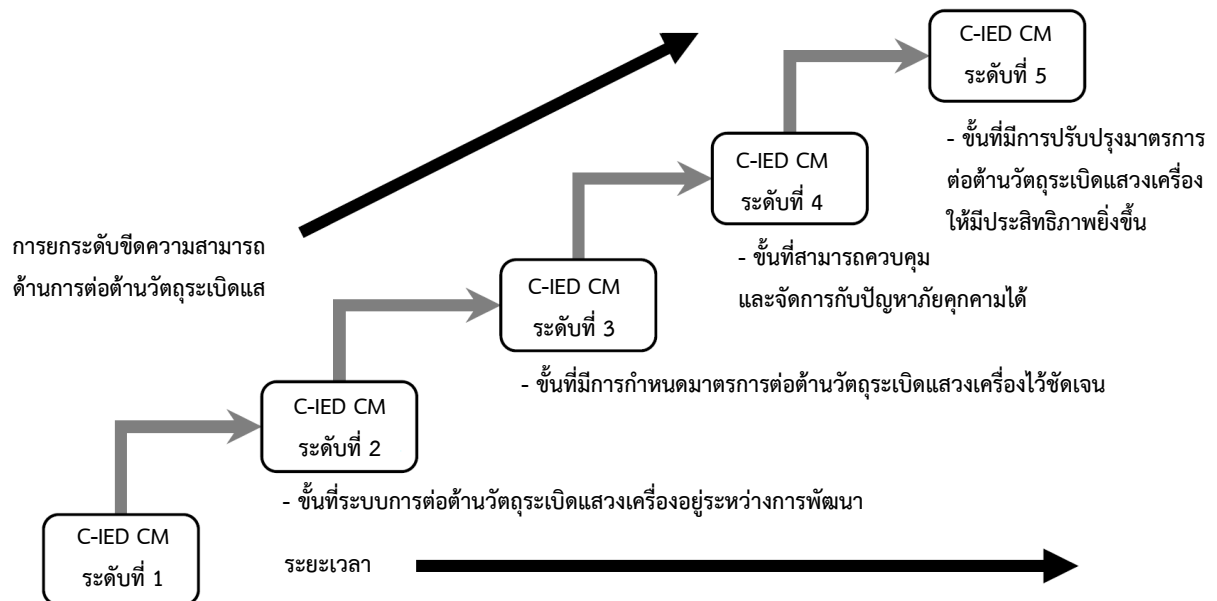 C-IED CM
ระดับที่ 5
- ขั้นที่มีการปรับปรุงมาตรการ
ต่อต้านวัตถุระเบิดแสวงเครื่อง
ให้มีประสิทธิภาพยิ่งขึ้น
C-IED CM
ระดับที่ 4
- ขั้นที่สามารถควบคุม
และจัดการกับปัญหาภัยคุกคามได้
การยกระดับขีดความสามารถ
ด้านการต่อต้านวัตถุระเบิดแส
C-IED CM
ระดับที่ 3
- ขั้นที่มีการกำหนดมาตรการต่อต้านวัตถุระเบิดแสวงเครื่องไว้ชัดเจน
C-IED CM
ระดับที่ 2
- ขั้นที่ระบบการต่อต้านวัตถุระเบิดแสวงเครื่องอยู่ระหว่างการพัฒนา
C-IED CM
ระดับที่ 1
ระยะเวลา